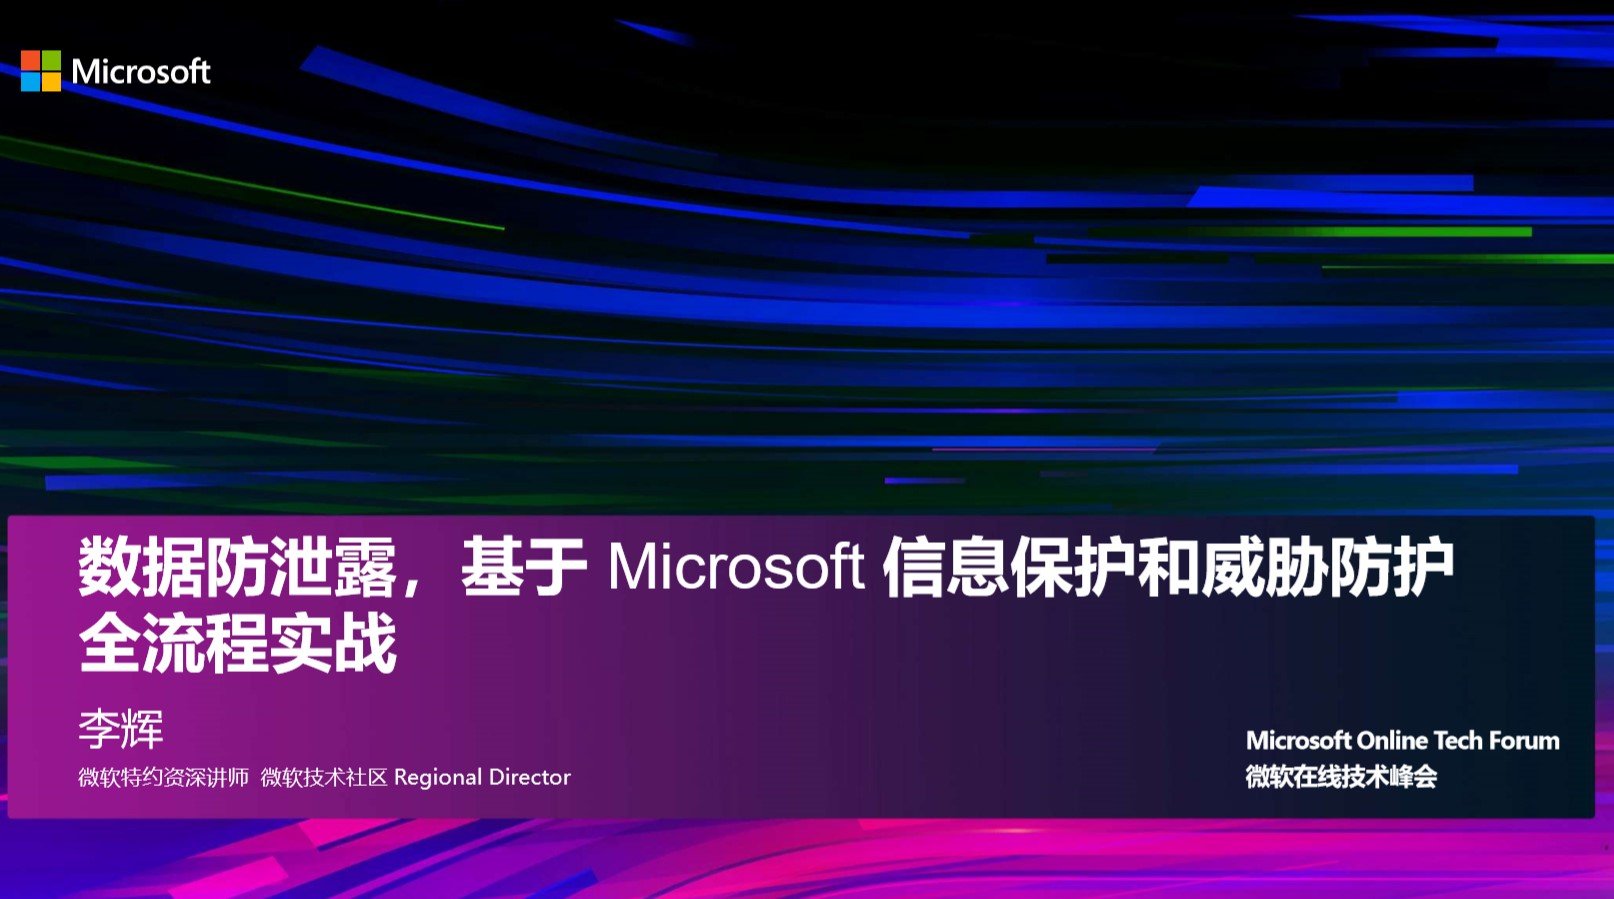 Microsoft
数据防泄露，基于 Microsoft 信息保护和威胁防护
全流程实战
李辉
微软特约资深讲师 微软技术社区 Regional Director
Microsoft Online Tech Forum
微软在线技术峰会